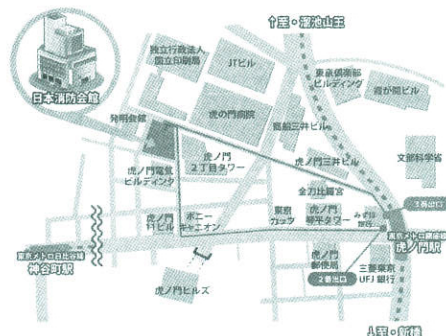 ↑至・溜池山王
独立行政法人
国立印刷局
JTビル
東京倶楽部
ビルディング
霞が関ビル
日本消防会館
発明会館
虎の門病院
商船三井ビル
文部科学省
虎ノ門電気
ビルディング
虎ノ門
2丁目タワー
虎ノ門三井ビル
金刀比羅宮
3番出口
虎ノ門
11ビル
ポニー
キャニオン
東京
ガーデン
虎ノ門
琴平タワー
みずほ
銀行
東京メトロ銀座線
虎ノ門駅
東京メトロ日比谷線
神谷町駅
虎ノ門
郵便局
三菱東京
UFJ銀行
2番出口
虎ノ門ヒルズ
↓至・新橋